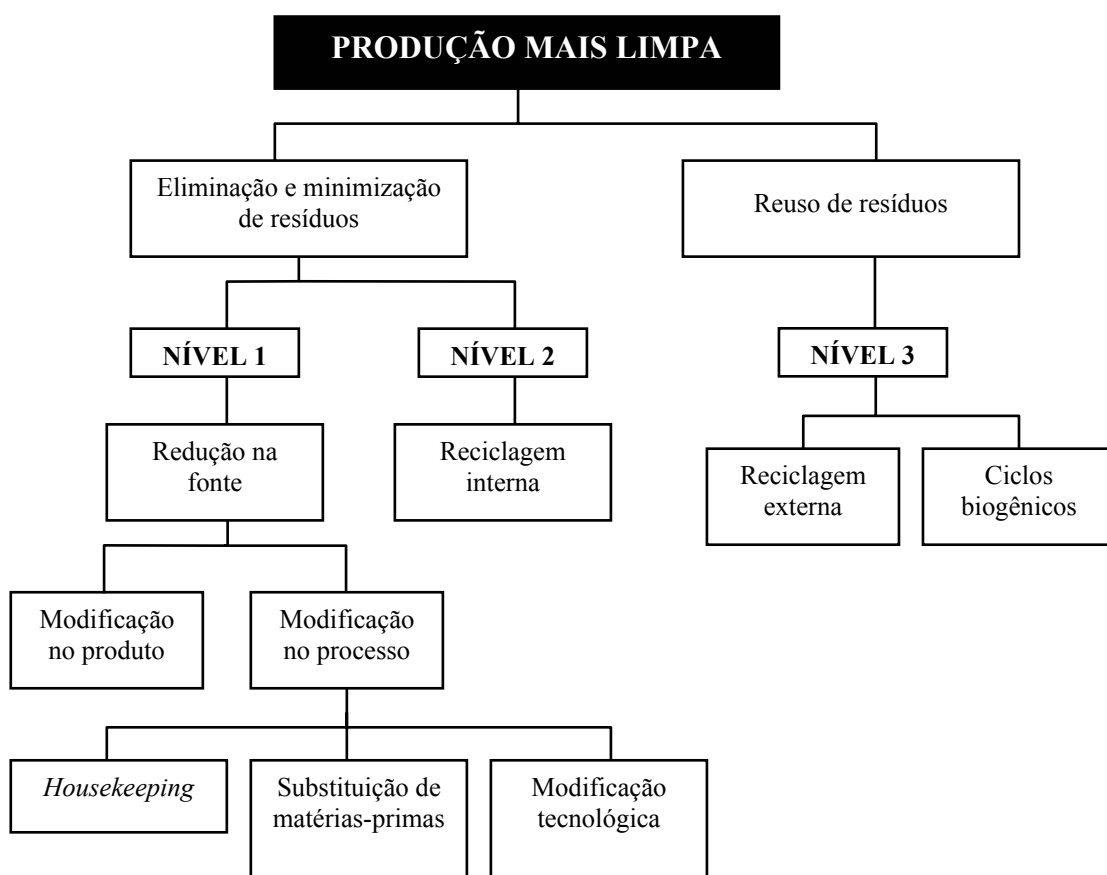 PRODUÇÃO MAIS LIMPA
Eliminação e minimização
de resíduos
Reuso de resíduos
NÍVEL 1
NÍVEL 2
NÍVEL 3
Redução na
fonte
Reciclagem
interna
Reciclagem
externa
Ciclos
biogênicos
Modificação
no produto
Modificação
no processo
Housekeeping
Substituição de
matérias-primas
Modificação
tecnológica